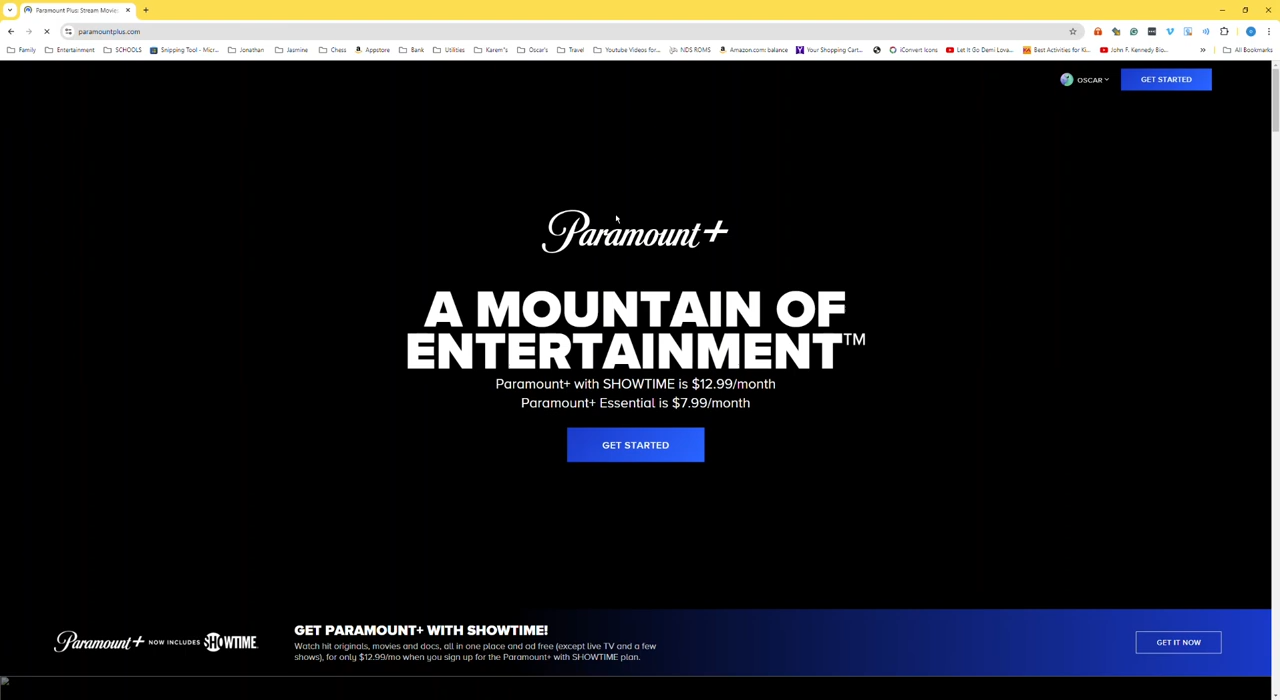 Paramount Plus: Stream Movie
paramountplus.com
Family Entertainment SCHOOLS Snipping Tool - Micr... Jonathan Jasmine Chess Appstore Bank Utilities Karem's Oscar's Travel Youtube Videos for... NDS ROMS Amazon.com: balance Your Shopping Cart... iConvert Icons Let It Go Demi Lova... Best Activities for Ki... John F. Kennedy Bio... » All Bookmarks
OSCAR GET STARTED
Paramount+
A MOUNTAIN OF
ENTERTAINMENT™
Paramount+ with SHOWTIME is $12.99/month
Paramount+ Essential is $7.99/month
GET STARTED
Paramount+ NOW INCLUDES SHOWTIME
GET PARAMOUNT+ WITH SHOWTIME!
Watch hit originals, movies and docs, all in one place and ad free (except live TV and a few
shows), for only $12.99/mo when you sign up for the Paramount+ with SHOWTIME plan.
GET IT NOW